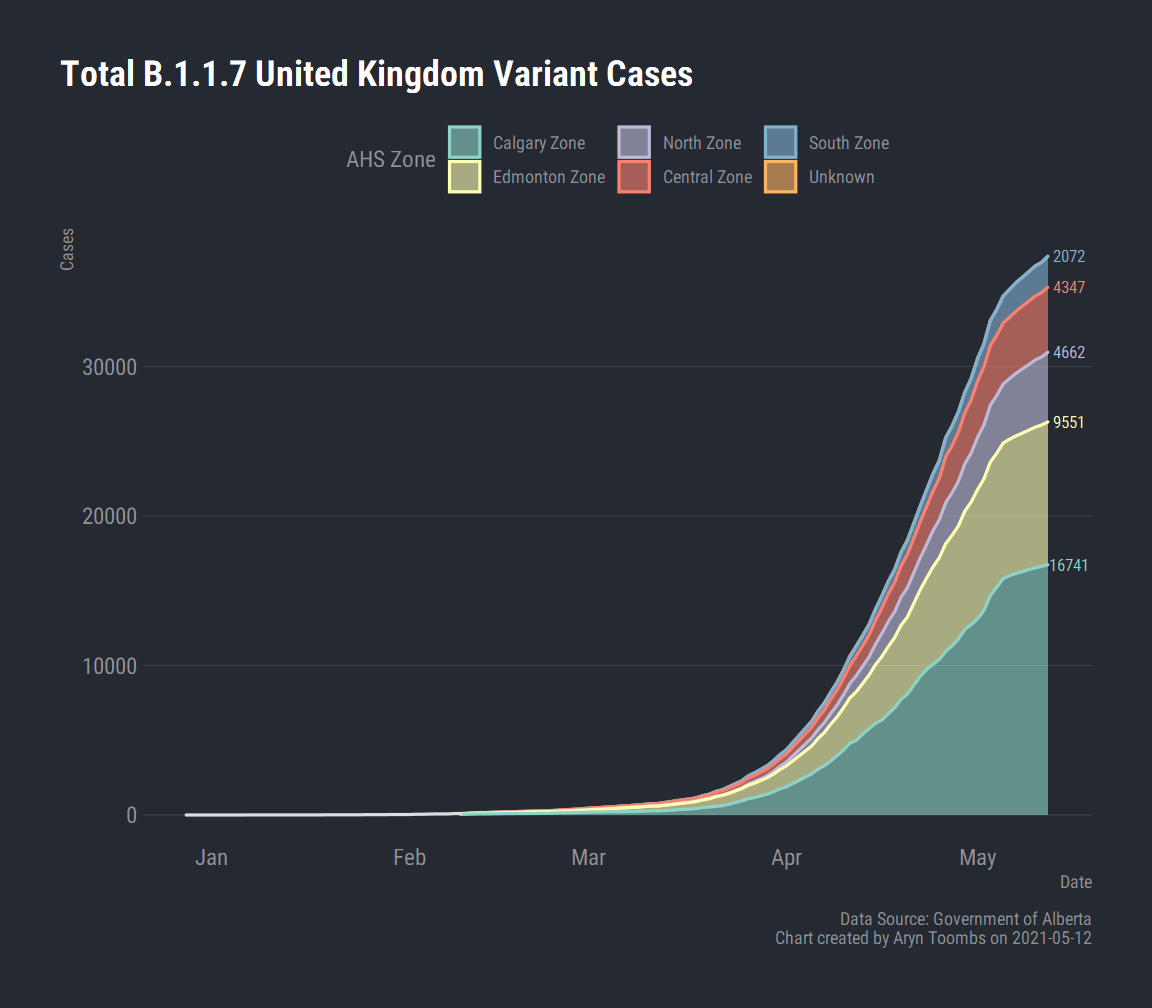 Total B.1.1.7 United Kingdom Variant Cases
AHS Zone
Calgary Zone
North Zone
South Zone
Edmonton Zone
Central Zone
Unknown
Cases
2072
4347
4662
9551
16741
30000
20000
10000
0
Jan
Feb
Mar
Apr
May
Date
Data Source: Government of Alberta
Chart created by Aryn Toombs on 2021-05-12